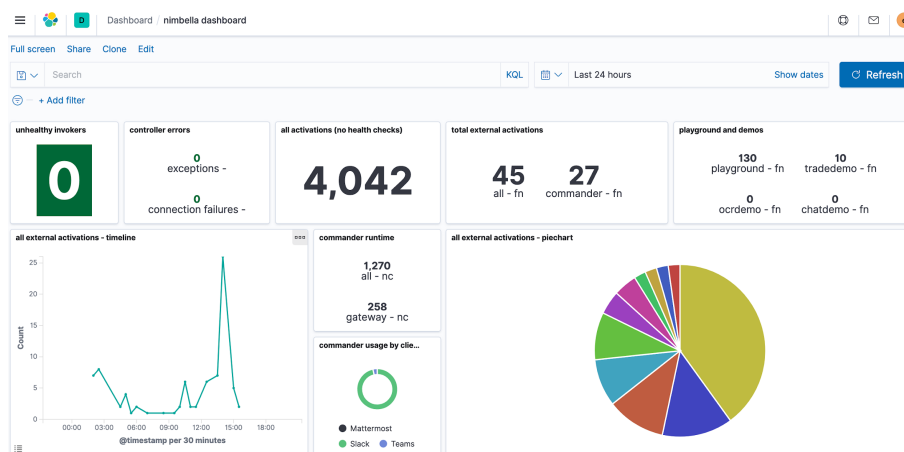 D Dashboard / nimbella dashboard
Full screen Share Clone Edit
Search KQL Last 24 hours Show dates Refresh
+ Add filter
unhealthy invokers
0
controller errors
0
exceptions -
0
connection failures -
all activations (no health checks)
4,042
total external activations
45 27
all - fn commander - fn
playground and demos
130 10
playground - fn tradedemo - fn
0 0
ocrdemo - fn chatdemo - fn
all external activations - timeline
25
20
15
10
5
0
Count
00:00 03:00 06:00 09:00 12:00 15:00 18:00
@timestamp per 30 minutes
commander runtime
1,270
all - nc
258
gateway - nc
commander usage by clie...
Mattermost
Slack Teams
all external activations - piechart